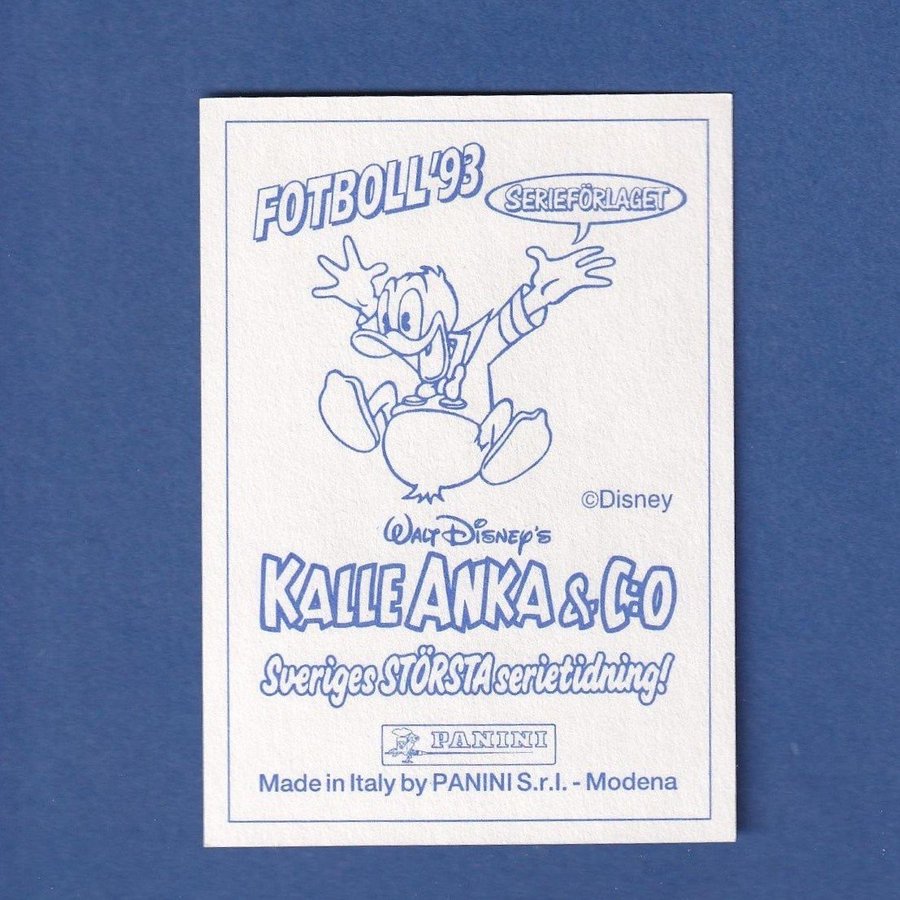 FOTBOLL'93
SERIEFÖRLAGET
©Disney
WALT DISNEY'S
KALLE ANKA & C:O
Sveriges STÖRSTA serietidning!
PANINI
Made in Italy by PANINI S.r.l. - Modena